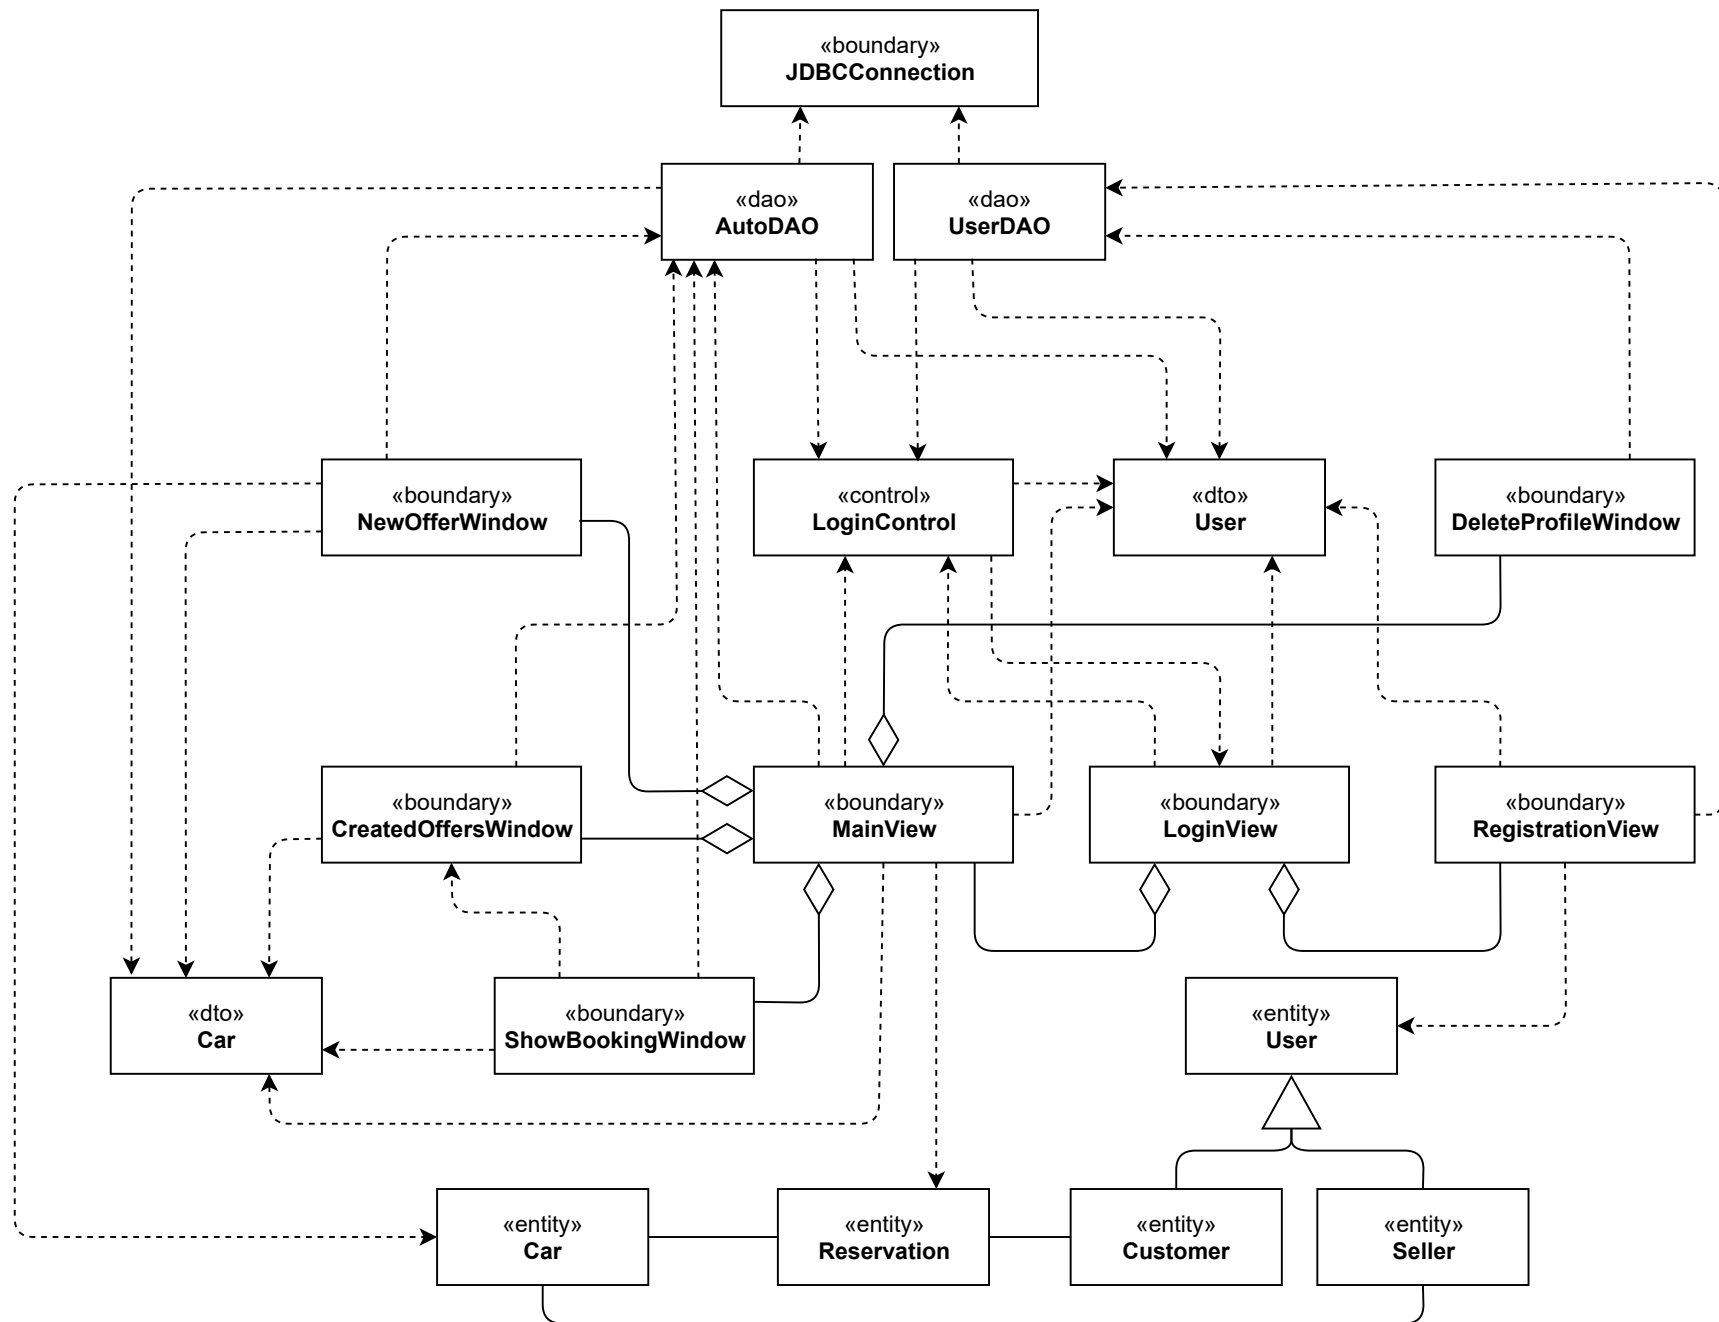 «boundary»
JDBCConnection
«dao»
AutoDAO
«dao»
UserDAO
«boundary»
NewOfferWindow
«control»
LoginControl
«dto»
User
«boundary»
DeleteProfileWindow
«boundary»
CreatedOffersWindow
«boundary»
MainView
«boundary»
LoginView
«boundary»
RegistrationView
«dto»
Car
«boundary»
ShowBookingWindow
«entity»
User
«entity»
Car
«entity»
Reservation
«entity»
Customer
«entity»
Seller